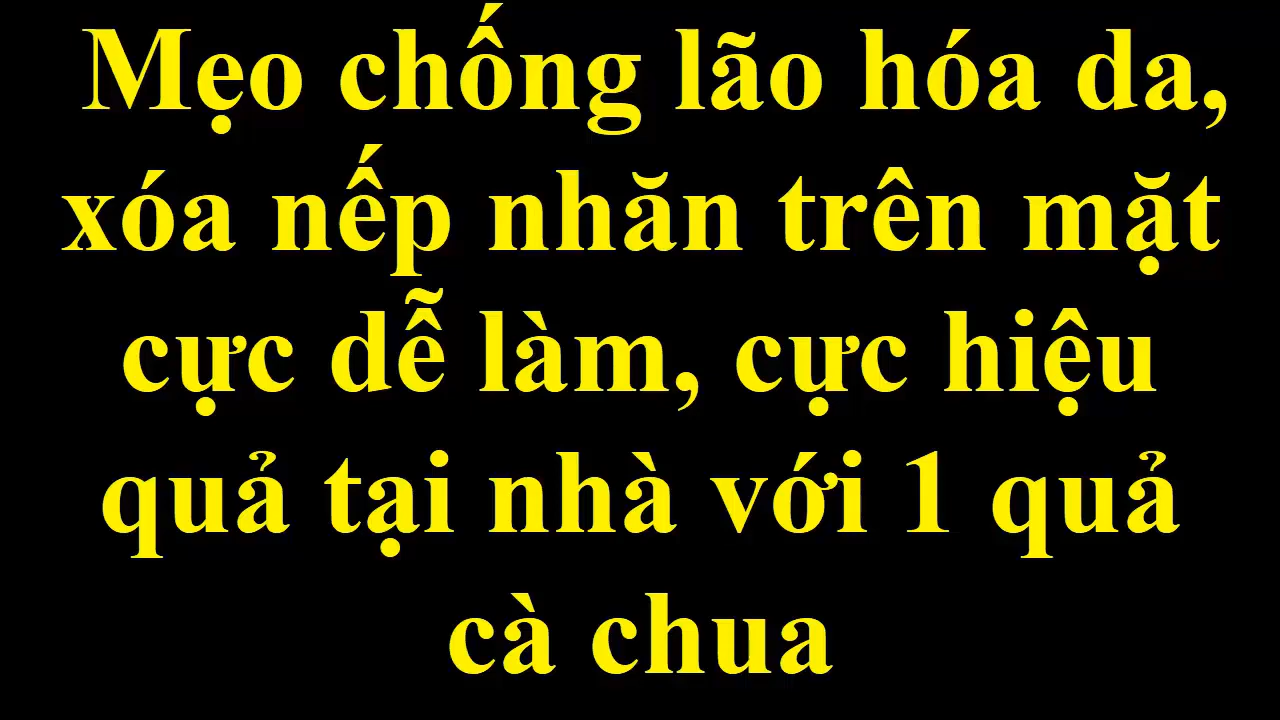 Mẹo chống lão hóa da,
xóa nếp nhăn trên mặt
cực dễ làm, cực hiệu
quả tại nhà với 1 quả
cà chua